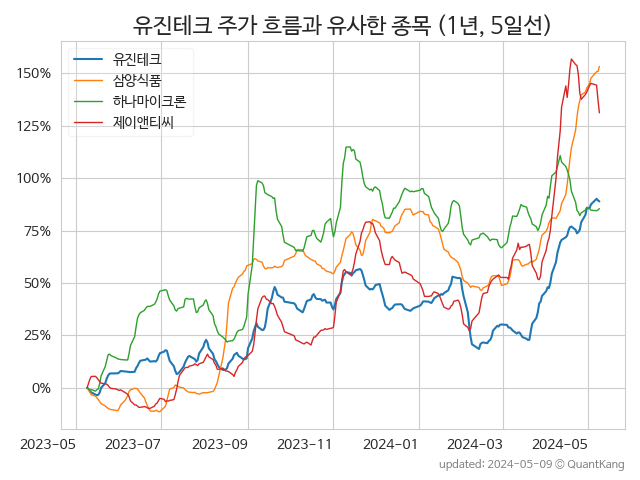 유진테크 주가 흐름과 유사한 종목 (1년, 5일선)
유진테크
삼양식품
하나마이크론
제이앤티씨
150%
125%
100%
75%
50%
25%
0%
2023-05
2023-07
2023-09
2023-11
2024-01
2024-03
2024-05
updated: 2024-05-09 © QuantKang